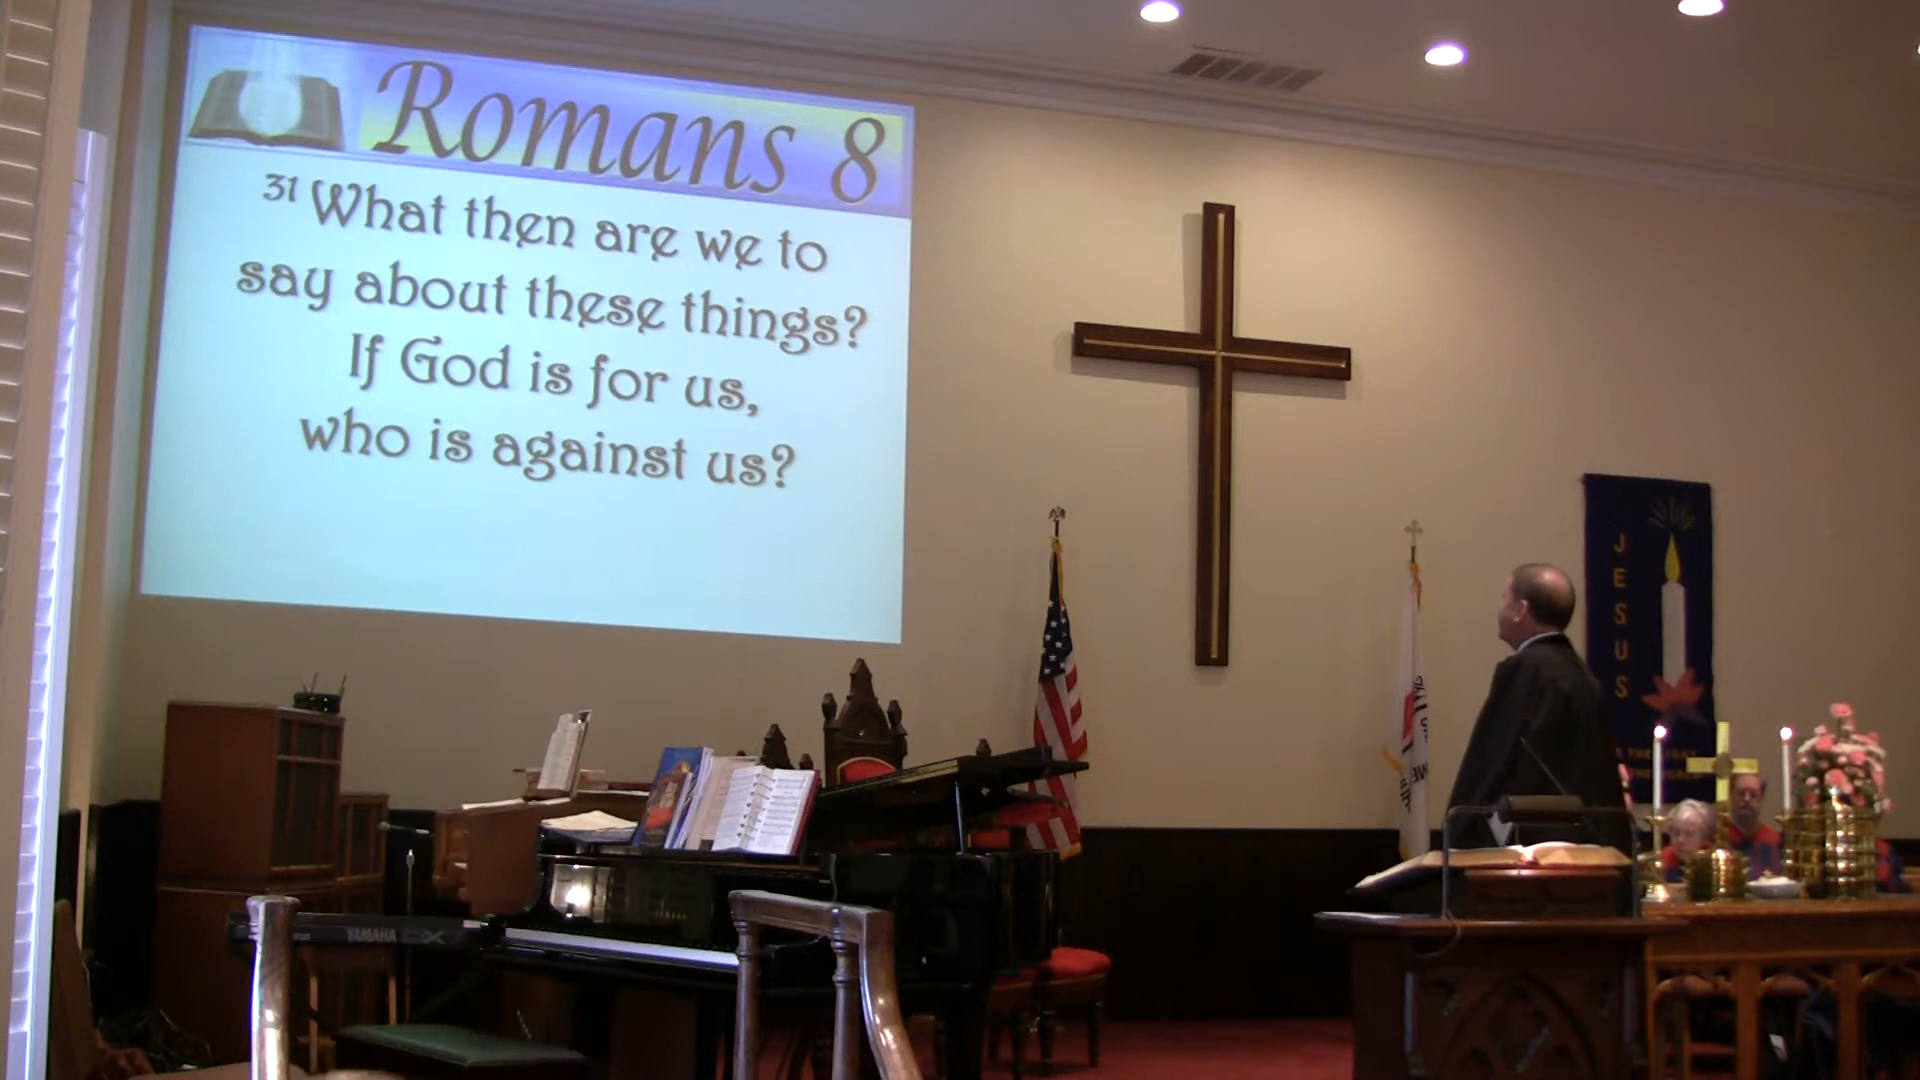 Romans 8
31 What then are we to
say about these things?
If God is for us,
who is against us?
JESUS
YAMAHA